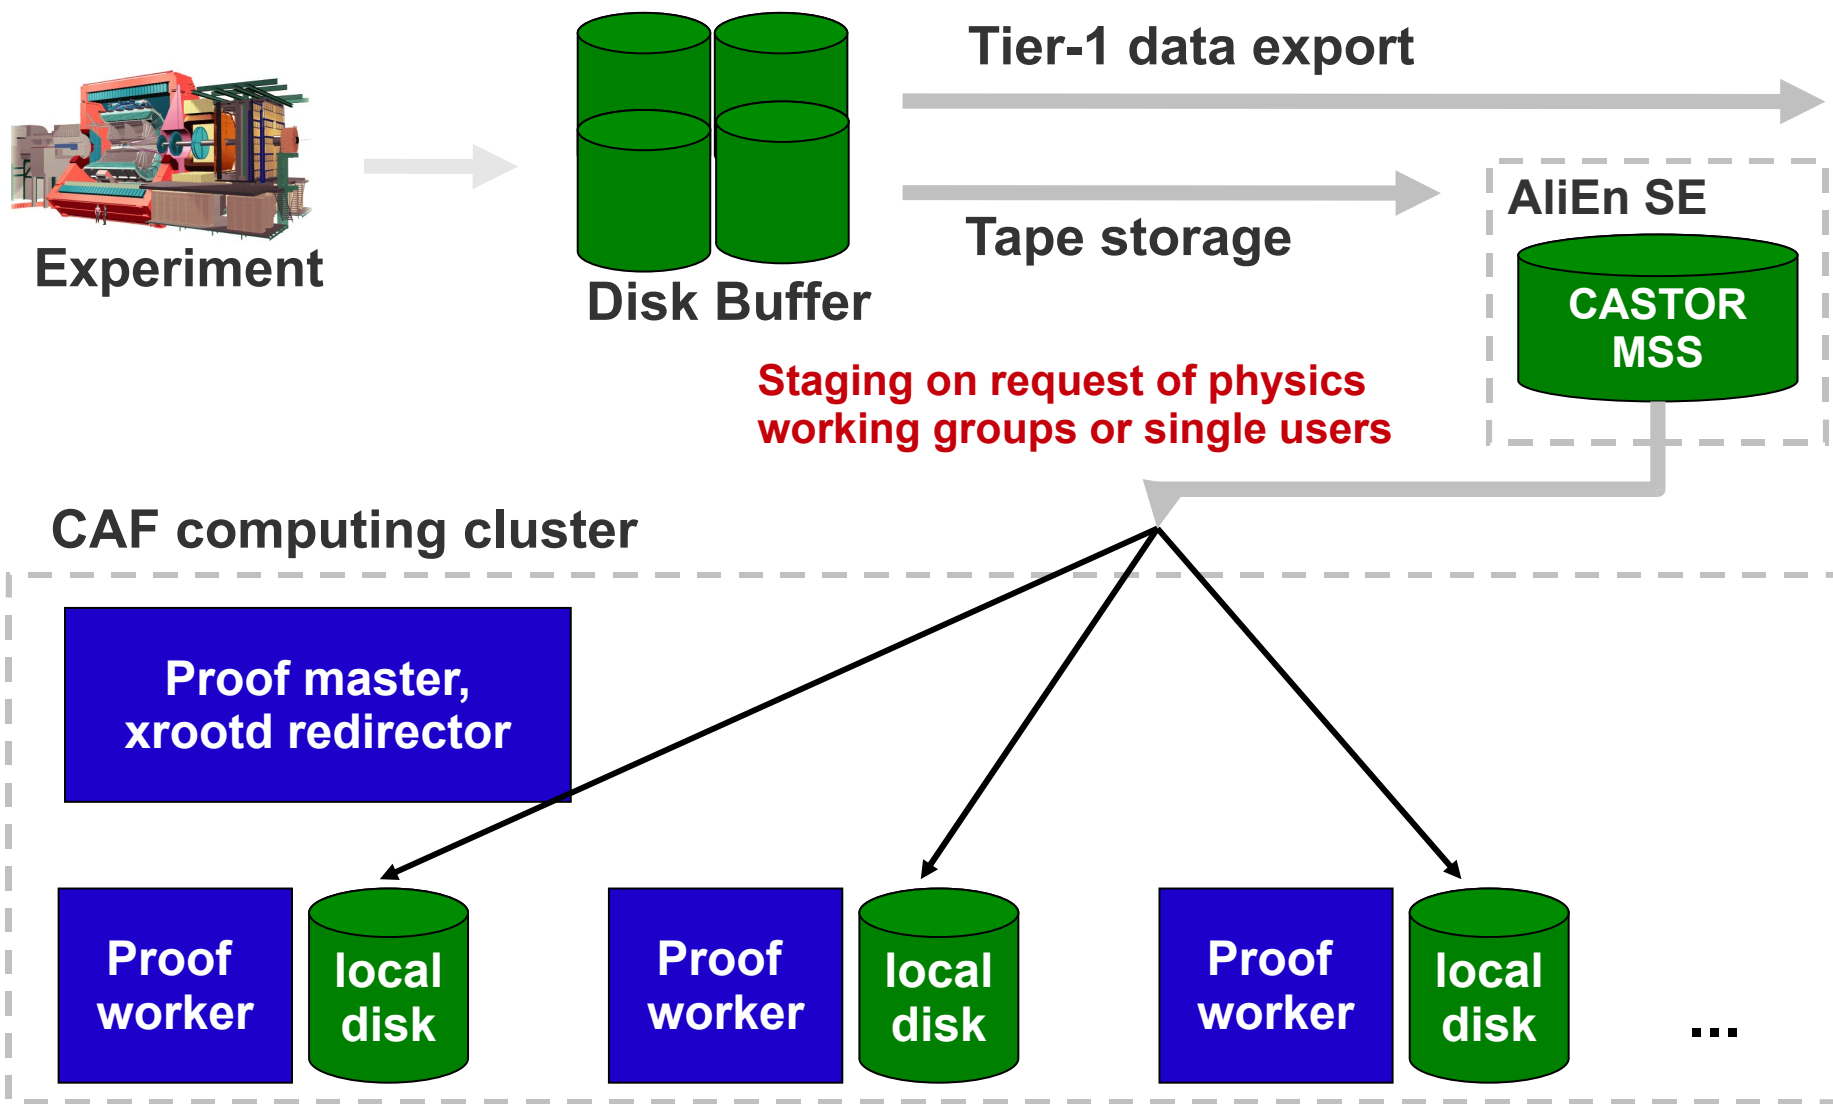 Tier-1 data export
Experiment
Disk Buffer
Tape storage
AliEn SE
CASTOR
MSS
Staging on request of physics
working groups or single users
CAF computing cluster
Proof master,
xrootd redirector
Proof
worker
local
disk
Proof
worker
local
disk
Proof
worker
local
disk
...